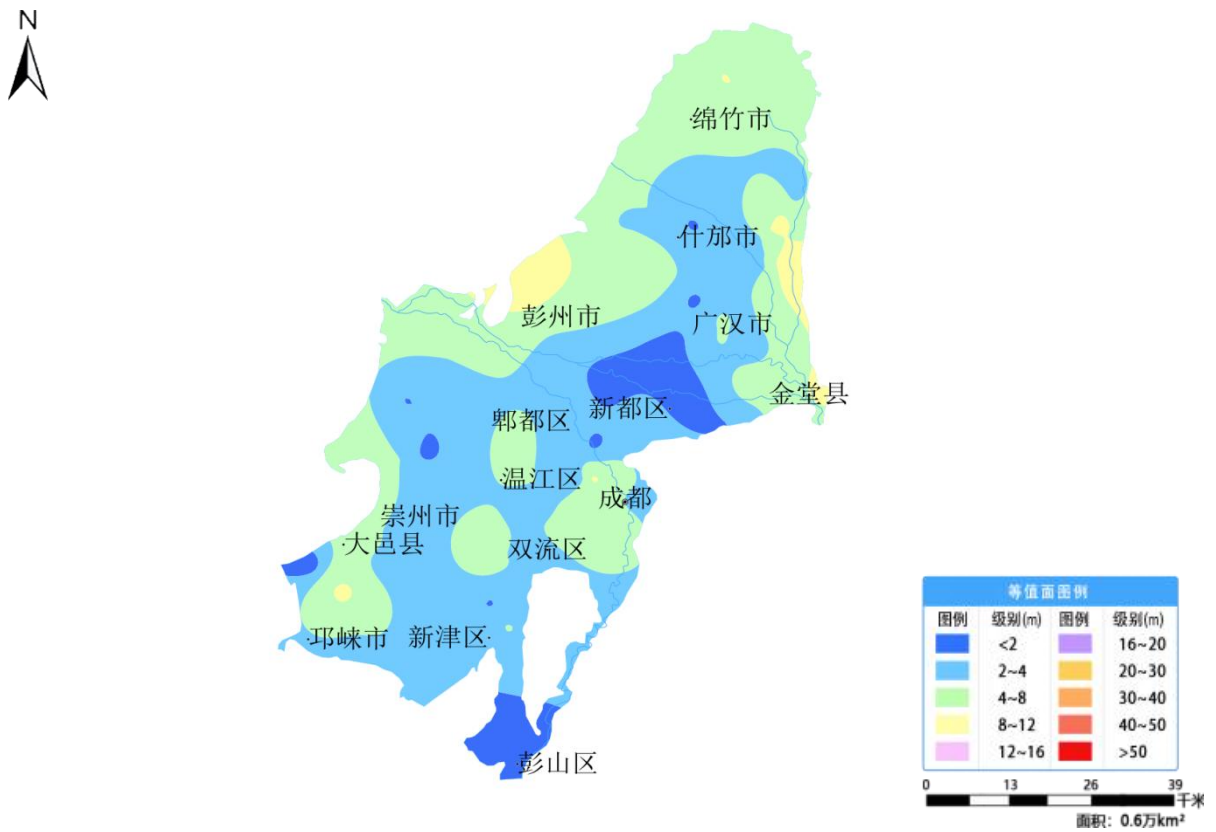 N
绵竹市
什邡市
彭州市
广汉市
金堂县
郫都区
新都区
温江区
成都
崇州市
大邑县
双流区
邛崃市
新津区
彭山区
等值面图例
图例 级别(m) 图例 级别(m)
<2 16~20
2~4 20~30
4~8 30~40
8~12 40~50
12~16 >50
0 13 26 39
千米
面积：0.6万km²